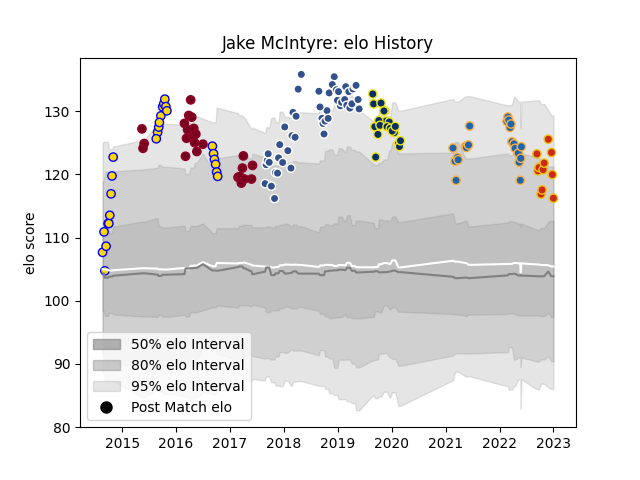 Jake McIntyre: elo History
elo score
130
120
110
100
90
80
50% elo Interval
80% elo Interval
95% elo Interval
Post Match elo
2015 2016 2017 2018 2019 2020 2021 2022 2023